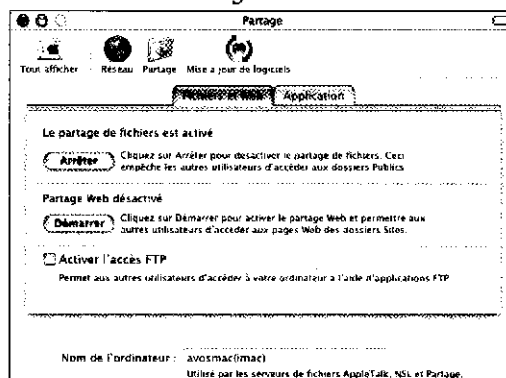 Partage
Tout afficher Réseau Partage Mise à jour de logiciels
Fichiers et Web Application
Le partage de fichiers est activé
Arrêter
Cliquez sur Arrêter pour désactiver le partage de fichiers. Ceci
empêche les autres utilisateurs d'accéder aux dossiers Publics
Partage Web désactivé
Démarrer
Cliquez sur Démarrer pour activer le partage Web et permettre aux
autres utilisateurs d'accéder aux pages Web des dossiers Sites.
Activer l'accès FTP
Permet aux autres utilisateurs d'accéder à votre ordinateur à l'aide d'applications FTP
Nom de l'ordinateur : avosmac(imac)
Utilisé par les serveurs de fichiers AppleTalk, NSL et Partage.